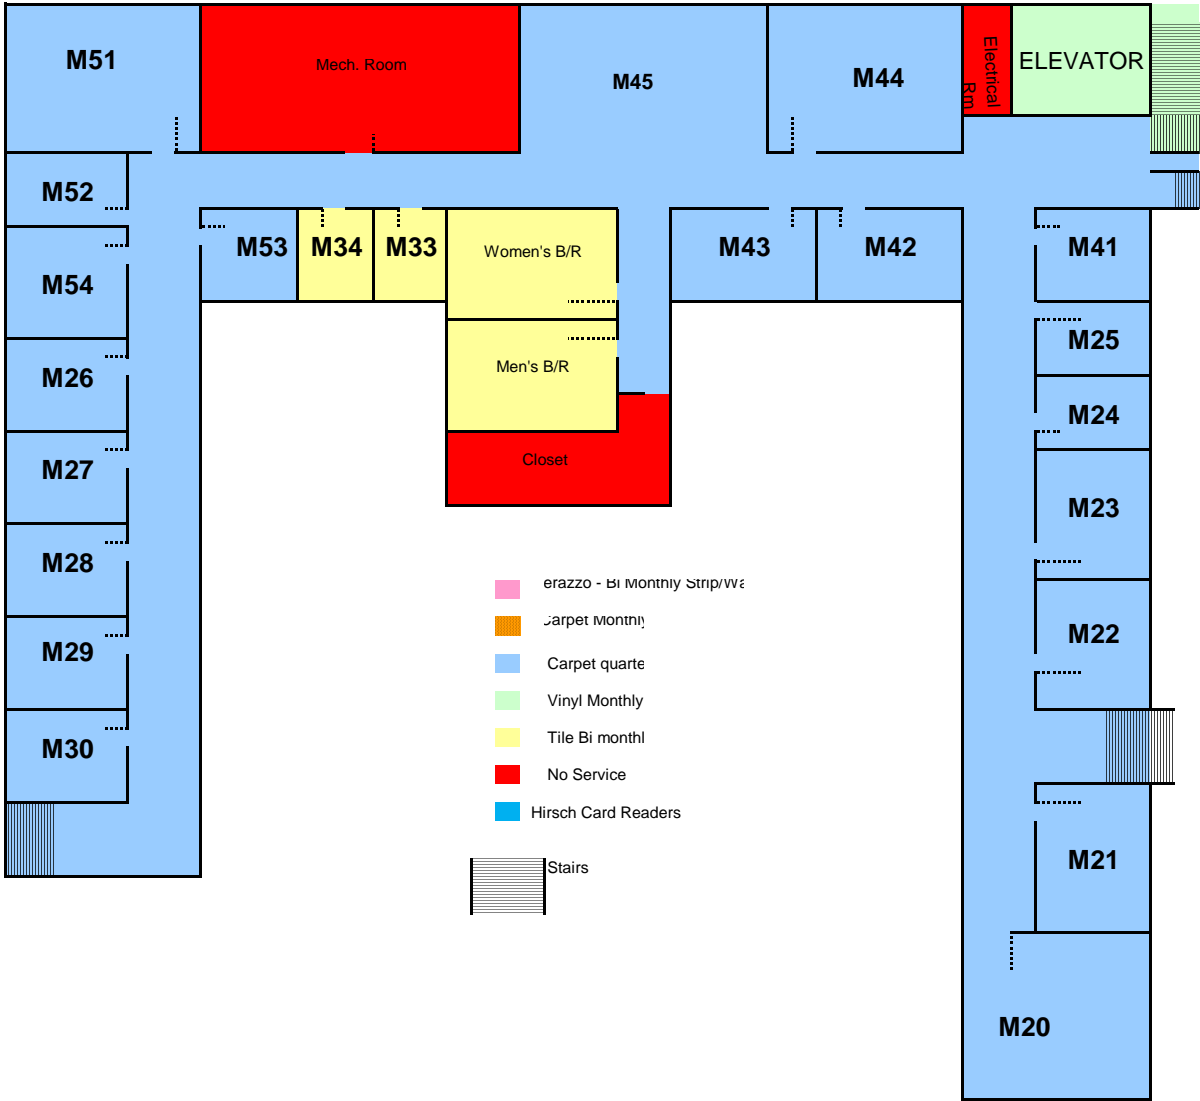 M51
Mech. Room
M45
M44
Electrical
Rm
ELEVATOR
M52
M53
M34
M33
Women's B/R
M43
M42
M41
M54
M25
Men's B/R
M26
M24
Closet
M27
M23
M28
erazzo - Bi Monthly Strip/Wa
Carpet Monthly
M22
M29
Carpet quarte
Vinyl Monthly
M30
Tile Bi monthl
No Service
Hirsch Card Readers
M21
Stairs
M20